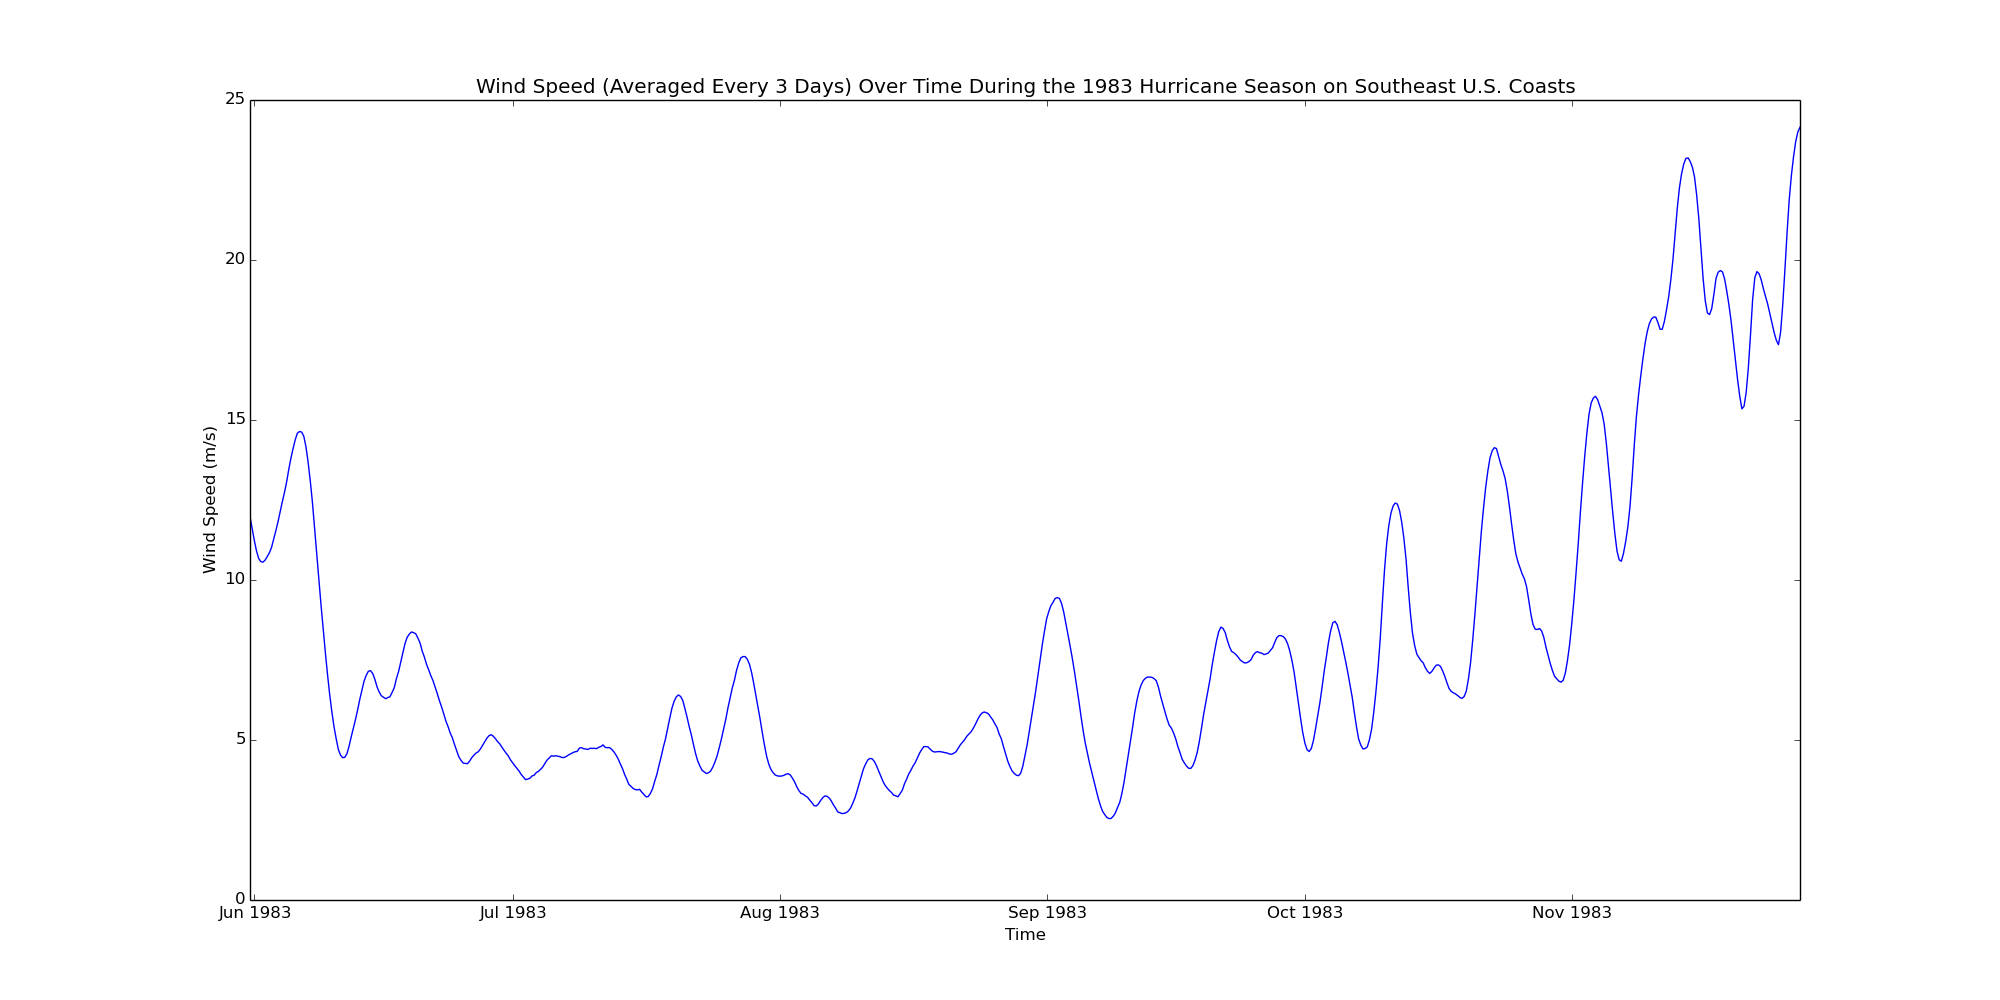 Wind Speed (Averaged Every 3 Days) Over Time During the 1983 Hurricane Season on Southeast U.S. Coasts
25
20
15
10
5
0
Wind Speed (m/s)
Jun 1983 Jul 1983 Aug 1983 Sep 1983 Oct 1983 Nov 1983
Time